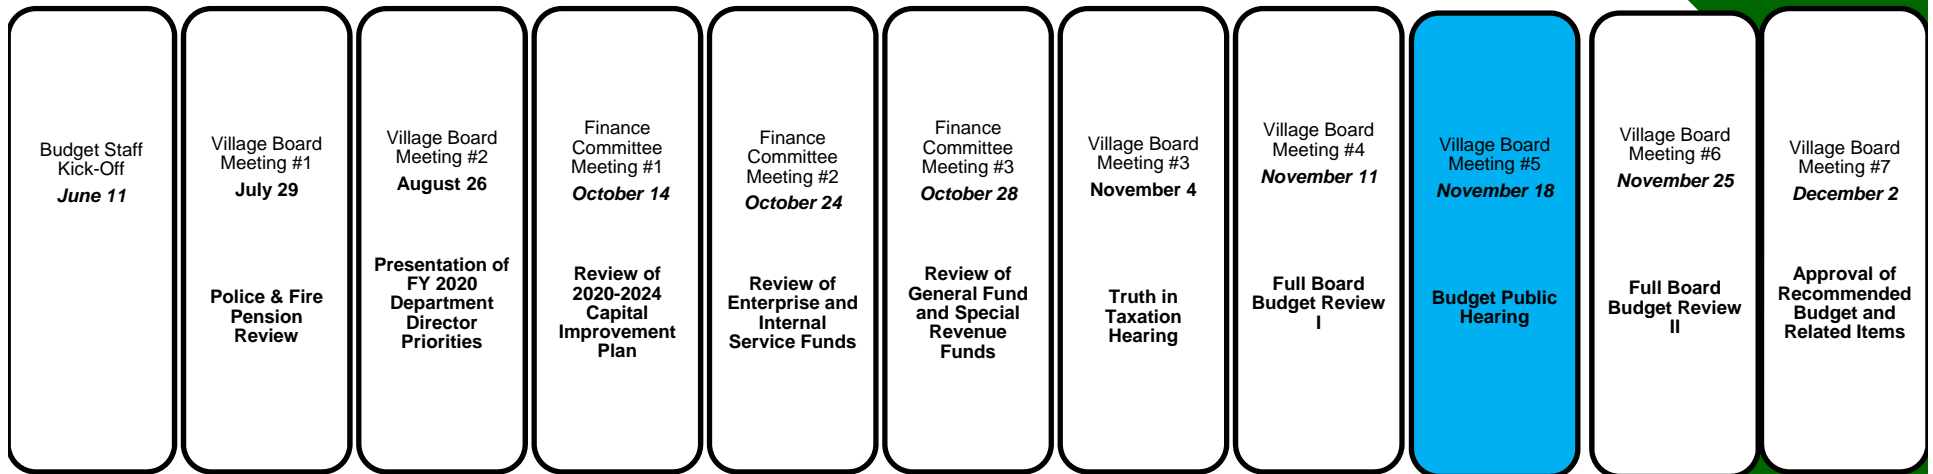 Budget Staff
Kick-Off
June 11
Village Board
Meeting #1
July 29
Police & Fire
Pension
Review
Village Board
Meeting #2
August 26
Presentation of
FY 2020
Department
Director
Priorities
Finance
Committee
Meeting #1
October 14
Review of
2020-2024
Capital
Improvement
Plan
Finance
Committee
Meeting #2
October 24
Review of
Enterprise and
Internal
Service Funds
Finance
Committee
Meeting #3
October 28
Review of
General Fund
and Special
Revenue
Funds
Village Board
Meeting #3
November 4
Truth in
Taxation
Hearing
Village Board
Meeting #4
November 11
Full Board
Budget Review
I
Village Board
Meeting #5
November 18
Budget Public
Hearing
Village Board
Meeting #6
November 25
Full Board
Budget Review
II
Village Board
Meeting #7
December 2
Approval of
Recommended
Budget and
Related Items